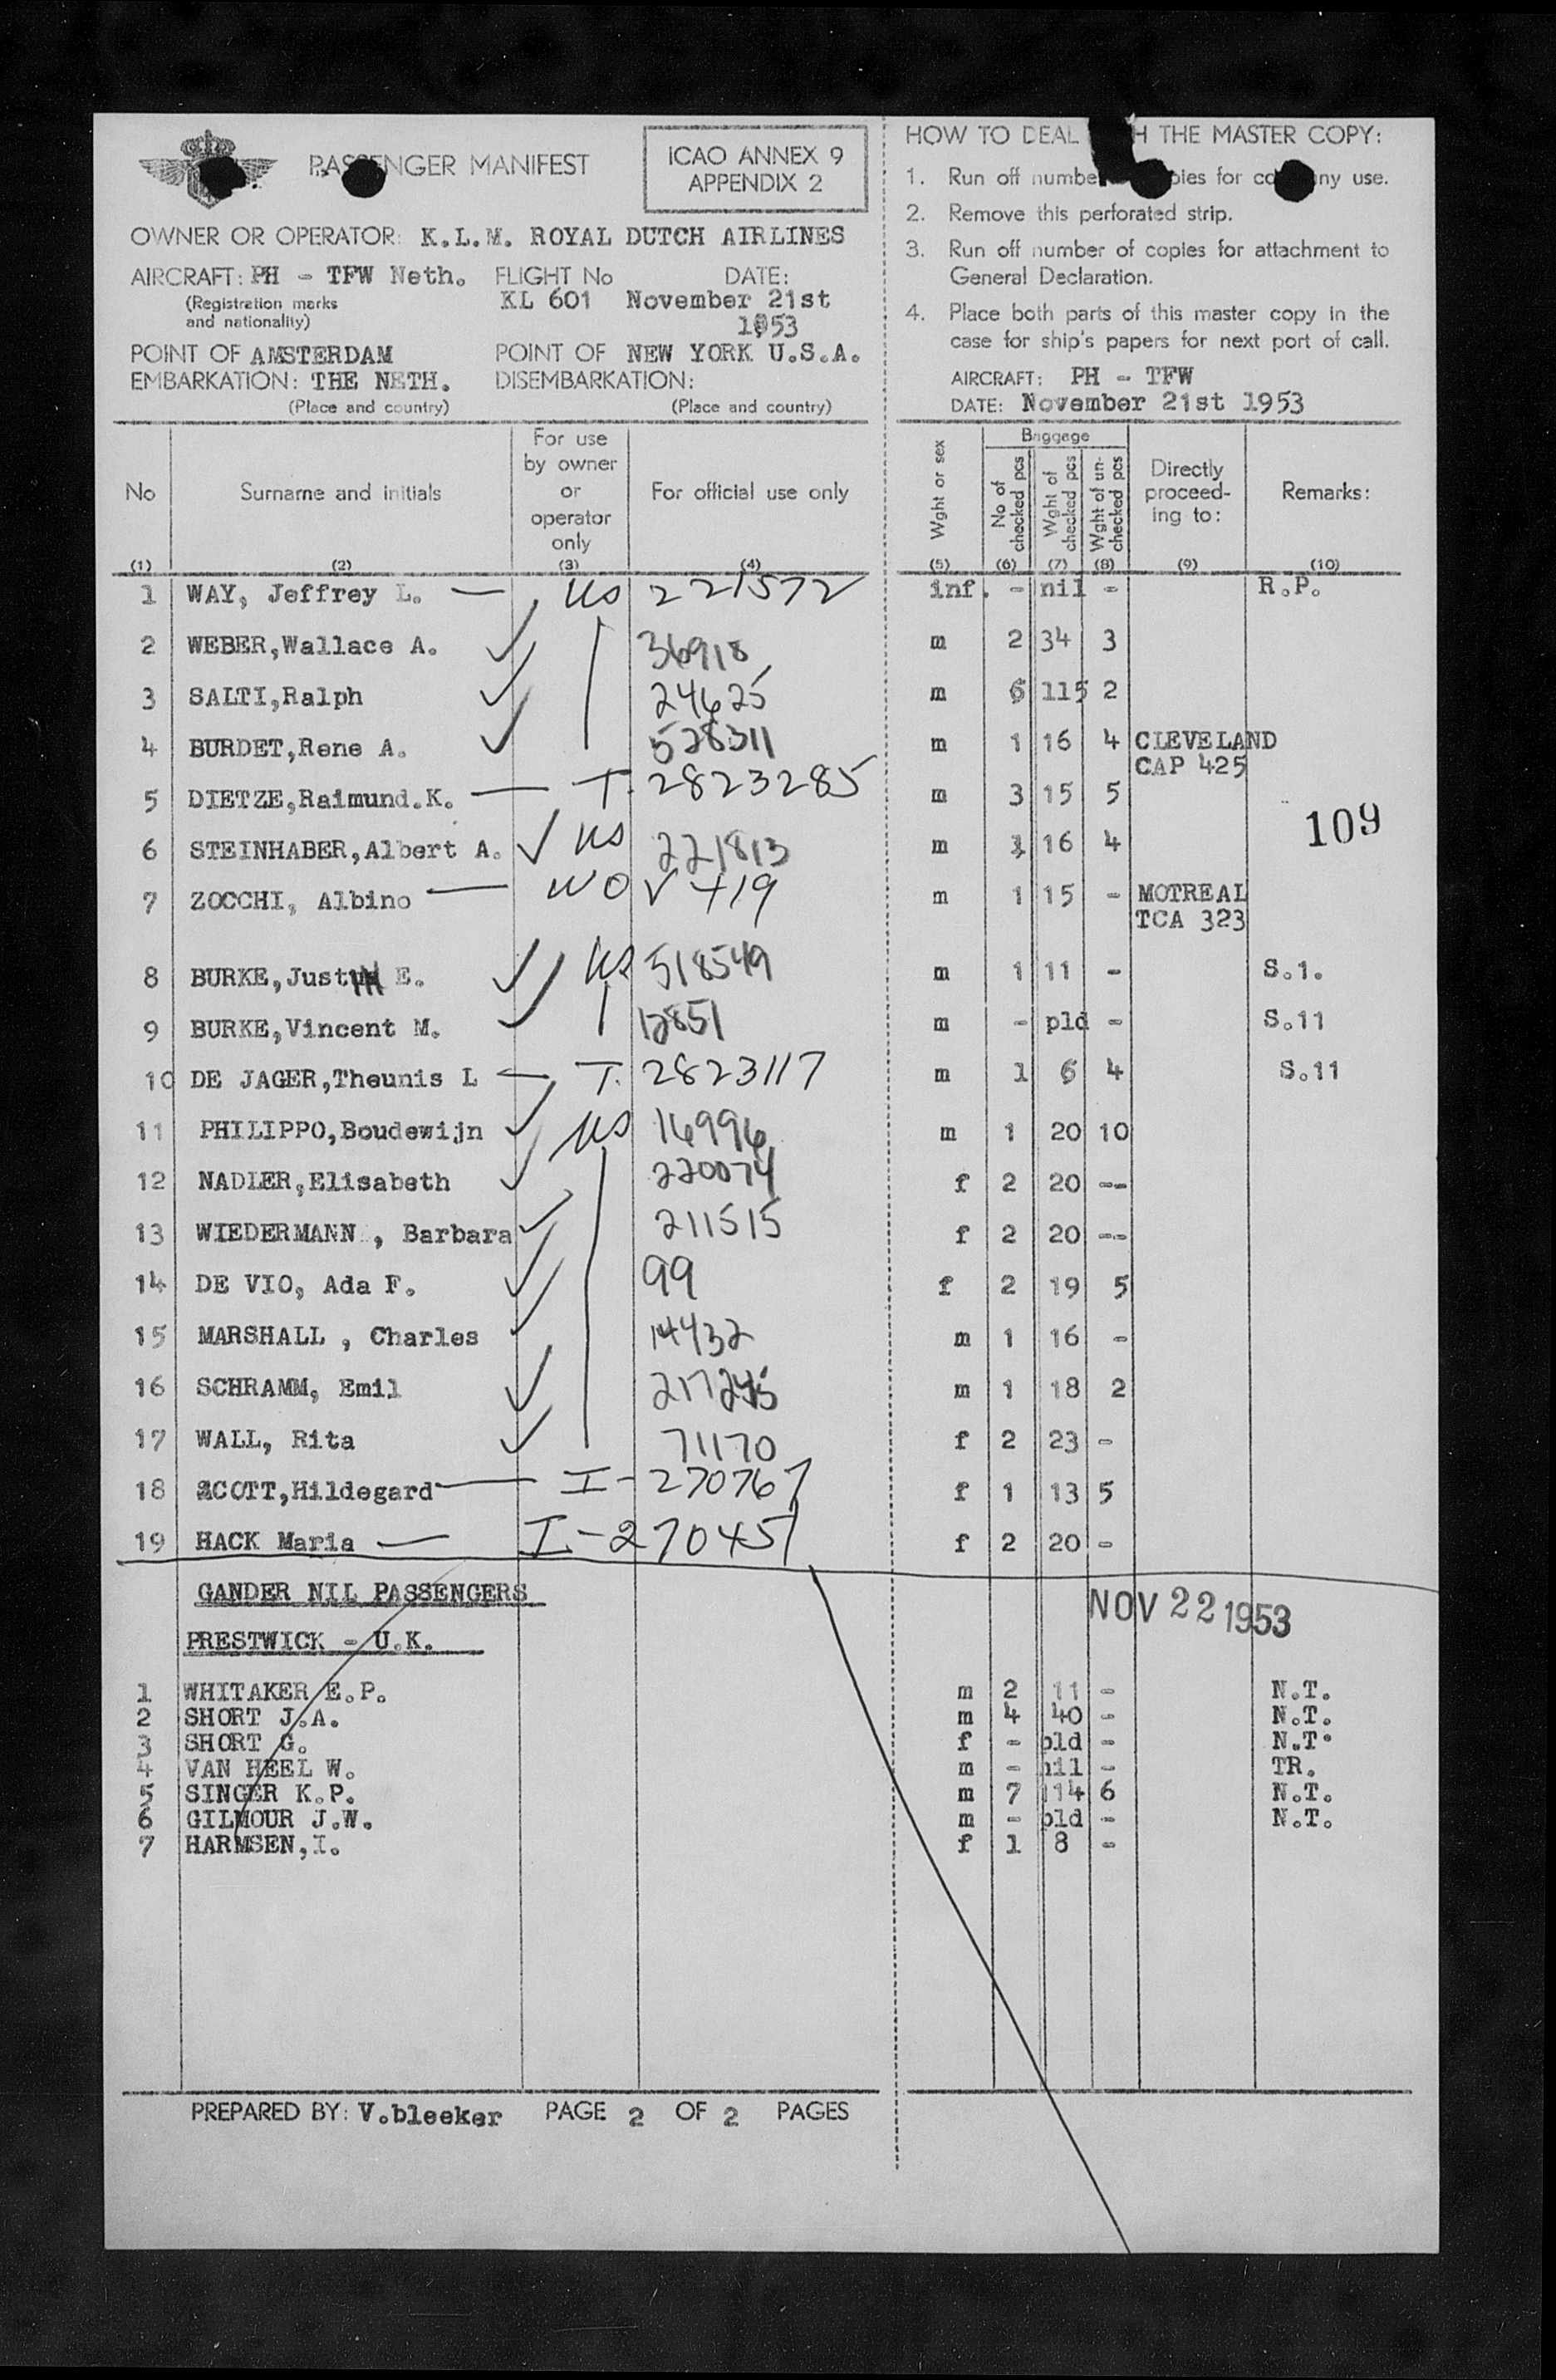 PASSENGER MANIFEST
ICAO ANNEX 9
APPENDIX 2
OWNER OR OPERATOR: K.L.M. ROYAL DUTCH AIRLINES
AIRCRAFT: PH - TFW Neth. FLIGHT No DATE:
(Registration marks and nationality) KL 601 November 21st 1953
POINT OF AMSTERDAM POINT OF NEW YORK U.S.A.
EMBARKATION: THE NETH. DISEMBARKATION:
(Place and country) (Place and country)
HOW TO DEAL H THE MASTER COPY:
1. Run off for use.
2. Remove this perforated strip.
3. Run off number of copies for attachment to
General Declaration.
4. Place both parts of this master copy in the
case for ship's papers for next port of call.
AIRCRAFT: PH - TFW
DATE: November 21st 1953
No Surname and initials For use by owner or operator only For official use only Wght or sex Baggage No of checked pcs Wght of checked pcs Wght of un-checked pcs Directly proceed-ing to: Remarks:
(1) (2) (3) (4) (5) (6) (7) (8) (9) (10)
1 WAY, Jeffrey L. — US 221572 inf. - nil - R.P.
2 WEBER,Wallace A. ✓ 36918 m 2 34 3
3 SALTI,Ralph ✓ 24625 m 6 115 2
4 BURDET,Rene A. ✓ 528311 m 1 16 4 CLEVELAND
CAP 425
5 DIETZE,Raimund.K. — T. 2823285 m 3 15 5
109
6 STEINHABER,Albert A. ✓ US 221813 m 1 16 4
7 ZOCCHI, Albino — WO V 419 m 1 15 - MOTREAL
TCA 323
8 BURKE, E. ✓ US 518549 m 1 11 - S.1.
9 BURKE,Vincent M. ✓ 12851 m - pld - S.11
10 DE JAGER,Theunis L — T. 2823117 m 1 6 4 S.11
11 PHILIPPO,Boudewijn ✓ US 16996 m 1 20 10
12 NADLER,Elisabeth ✓ 220074 f 2 20 --
13 WIEDERMANN , Barbara ✓ 211515 f 2 20 --
14 DE VIO, Ada F. ✓ 99 f 2 19 5
15 MARSHALL , Charles ✓ 14432 m 1 16 -
16 SCHRAMM, Emil ✓ 217245 m 1 18 2
17 WALL, Rita ✓ 71170 f 2 23 -
18 SCOTT,Hildegard — I - 270767 f 1 13 5
19 HACK Maria — I - 270451 f 2 20 -
GANDER NIL PASSENGERS
NOV 22 1953
PRESTWICK - U.K.
1 WHITAKER E.P. m 2 11 - N.T.
2 SHORT J.A. m 4 40 - N.T.
3 SHORT G. f - pld - N.T.
4 VAN HEEL W. m - nil - TR.
5 SINGER K.P. m 7 114 6 N.T.
6 GILMOUR J.W. m - pld - N.T.
7 HARMSEN,I. f 1 8 -
PREPARED BY: V.bleeker PAGE 2 OF 2 PAGES